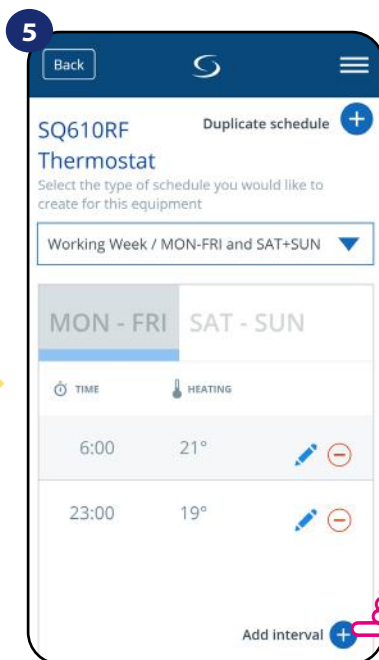 5
Back
SQ610RF
Thermostat
Duplicate schedule
Select the type of schedule you would like to
create for this equipment
Working Week / MON-FRI and SAT+SUN
MON - FRI SAT - SUN
TIME HEATING
6:00 21°
23:00 19°
Add interval